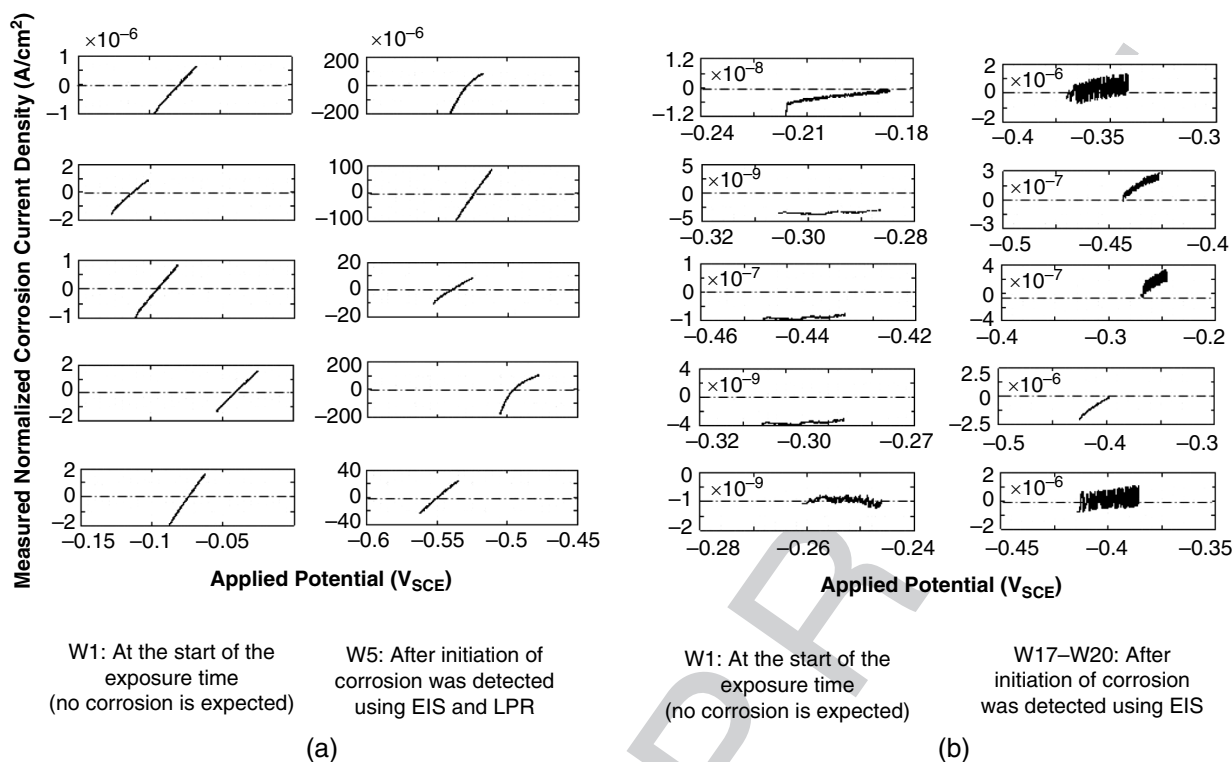 Measured Normalized Corrosion Current Density (A/cm²)
×10⁻⁶
1
0
−1
2
0
−2
1
0
−1
2
0
−2
2
0
−2
−0.15 −0.1 −0.05
×10⁻⁶
200
0
−200
100
0
−100
20
0
−20
200
0
−200
40
0
−40
−0.6 −0.55 −0.5 −0.45
Applied Potential (V_SCE)
W1: At the start of the
exposure time
(no corrosion is expected)
W5: After initiation of
corrosion was detected
using EIS and LPR
(a)
1.2
×10⁻⁸
0
−1.2
−0.24 −0.21 −0.18
5
×10⁻⁹
0
−5
−0.32 −0.30 −0.28
1
×10⁻⁷
0
−1
−0.46 −0.44 −0.42
4
×10⁻⁹
0
−4
−0.32 −0.30 −0.27
0
×10⁻⁹
−1
−2
−0.28 −0.26 −0.24
2
×10⁻⁶
0
−2
−0.4 −0.35 −0.3
3
×10⁻⁷
0
−3
−0.5 −0.45 −0.4
4
×10⁻⁷
0
−4
−0.4 −0.3 −0.2
2.5
×10⁻⁶
0
−2.5
−0.5 −0.4 −0.3
2
×10⁻⁶
0
−2
−0.45 −0.4 −0.35
Applied Potential (V_SCE)
W1: At the start of the
exposure time
(no corrosion is expected)
W17–W20: After
initiation of corrosion
was detected using EIS
(b)